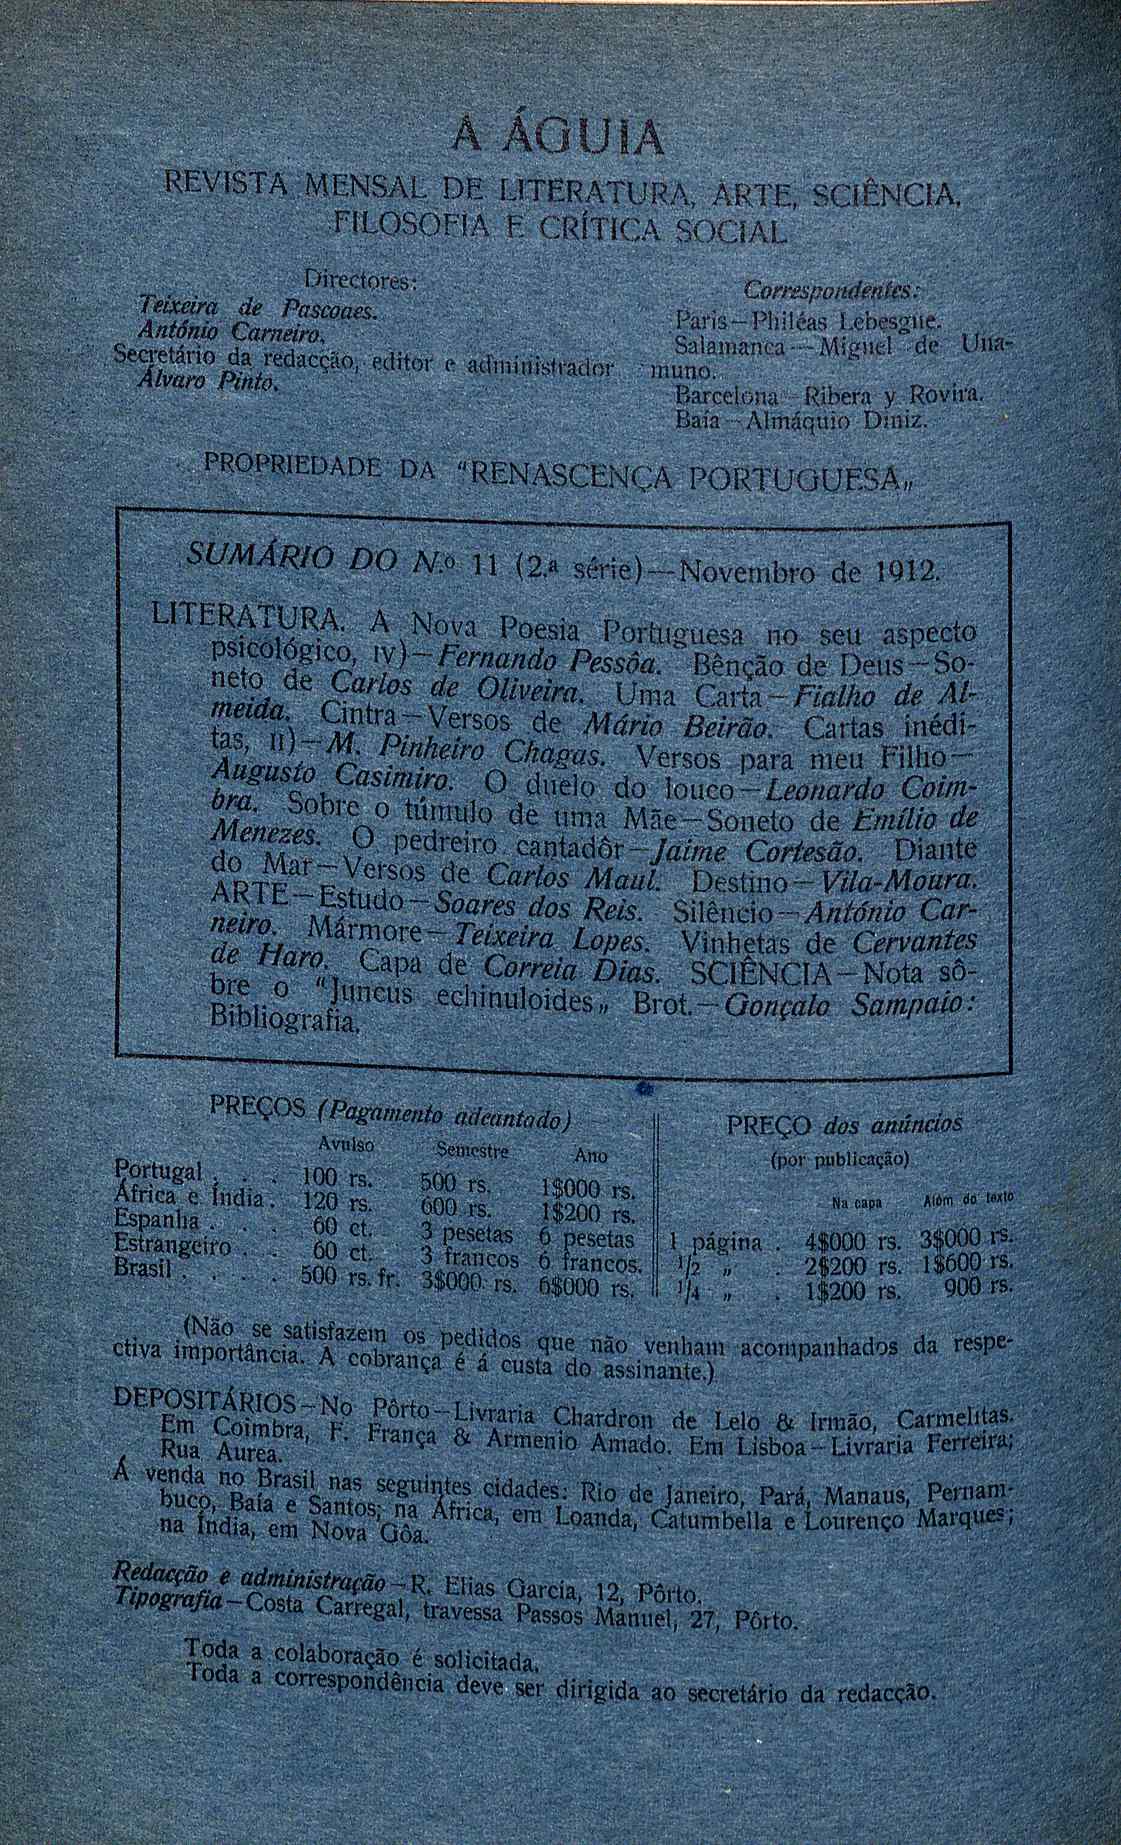 A ÁGUIA
REVISTA MENSAL DE LITERATURA, ARTE, SCIÊNCIA,
FILOSOFIA E CRÍTICA SOCIAL
Directores:
Teixeira de Pascoaes.
António Carneiro.
Secretário da redacção, editor e administrador
Álvaro Pinto.
Correspondentes:
París—Philéas Lebesgue.
Salamanca—Miguel de Una-
muno.
Barcelona—Ribera y Rovira.
Baía—Almáquio Diniz.
PROPRIEDADE DA "RENASCENÇA PORTUGUESA„
SUMÁRIO DO N.º 11 (2.ª série)—Novembro de 1912.
LITERATURA. A Nova Poesia Portuguesa no seu aspecto
psicológico, IV)—Fernando Pessôa. Bênção de Deus—So-
neto de Carlos de Oliveira. Uma Carta—Fialho de Al-
meida. Cintra—Versos de Mário Beirão. Cartas inédi-
tas, II)—M. Pinheiro Chagas. Versos para meu Filho—
Augusto Casimiro. O duelo do louco—Leonardo Coim-
bra. Sobre o túmulo de uma Mãe—Soneto de Emílio de
Menezes. O pedreiro cantadôr—Jaime Cortesão. Diante
do Mar—Versos de Carlos Maul. Destino—Vila-Moura.
ARTE—Estudo—Soares dos Reis. Silêncio—António Car-
neiro. Mármore—Teixeira Lopes. Vinhetas de Cervantes
de Haro. Capa de Correia Dias. SCIÊNCIA—Nota sô-
bre o "Juncus echinuloides„ Brot.—Gonçalo Sampaio:
Bibliografia.
PREÇOS (Pagamento adeantado)
Avulso Semestre Ano
Portugal . . . 100 rs. 500 rs. 1$000 rs.
África e Índia . 120 rs. 600 rs. 1$200 rs.
Espanha . . . 60 ct. 3 pesetas 6 pesetas
Estrangeiro . . 60 ct. 3 francos 6 francos.
Brasil . . . . 500 rs. fr. 3$000 rs. 6$000 rs.
PREÇO dos anúncios
(por publicação)
Na capa Além do texto
1 página . 4$000 rs. 3$000 rs.
1/2 „ . 2$200 rs. 1$600 rs.
1/4 „ . 1$200 rs. 900 rs.
(Não se satisfazem os pedidos que não venham acompanhados da respe-
ctiva importância. A cobrança é á custa do assinante.)
DEPOSITÁRIOS—No Pôrto—Livraria Chardron de Lelo & Irmão, Carmelitas.
Em Coimbra, F. França & Armenio Amado. Em Lisboa—Livraria Ferreira;
Rua Aurea.
Á venda no Brasil nas seguintes cidades: Rio de Janeiro, Pará, Manaus, Pernam-
buco, Baía e Santos; na África, em Loanda, Catumbella e Lourenço Marques;
na Índia, em Nova Gôa.
Redacção e administração—R. Elias Garcia, 12, Pôrto.
Tipografia—Costa Carregal, travessa Passos Manuel, 27, Pôrto.
Toda a colaboração é solicitada.
Toda a correspondência deve ser dirigida ao secretário da redacção.